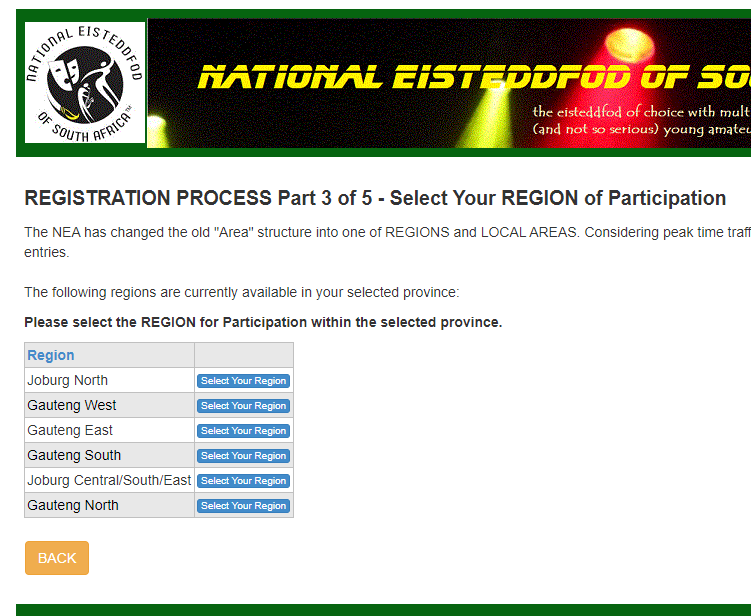 NATIONAL EISTEDDFOD
OF SOUTH AFRICA™
NATIONAL EISTEDDFOD OF SO
the eisteddfod of choice with mult
(and not so serious) young amateu
REGISTRATION PROCESS Part 3 of 5 - Select Your REGION of Participation
The NEA has changed the old "Area" structure into one of REGIONS and LOCAL AREAS. Considering peak time traff
entries.
The following regions are currently available in your selected province:
Please select the REGION for Participation within the selected province.
Region
Joburg North Select Your Region
Gauteng West Select Your Region
Gauteng East Select Your Region
Gauteng South Select Your Region
Joburg Central/South/East Select Your Region
Gauteng North Select Your Region
BACK